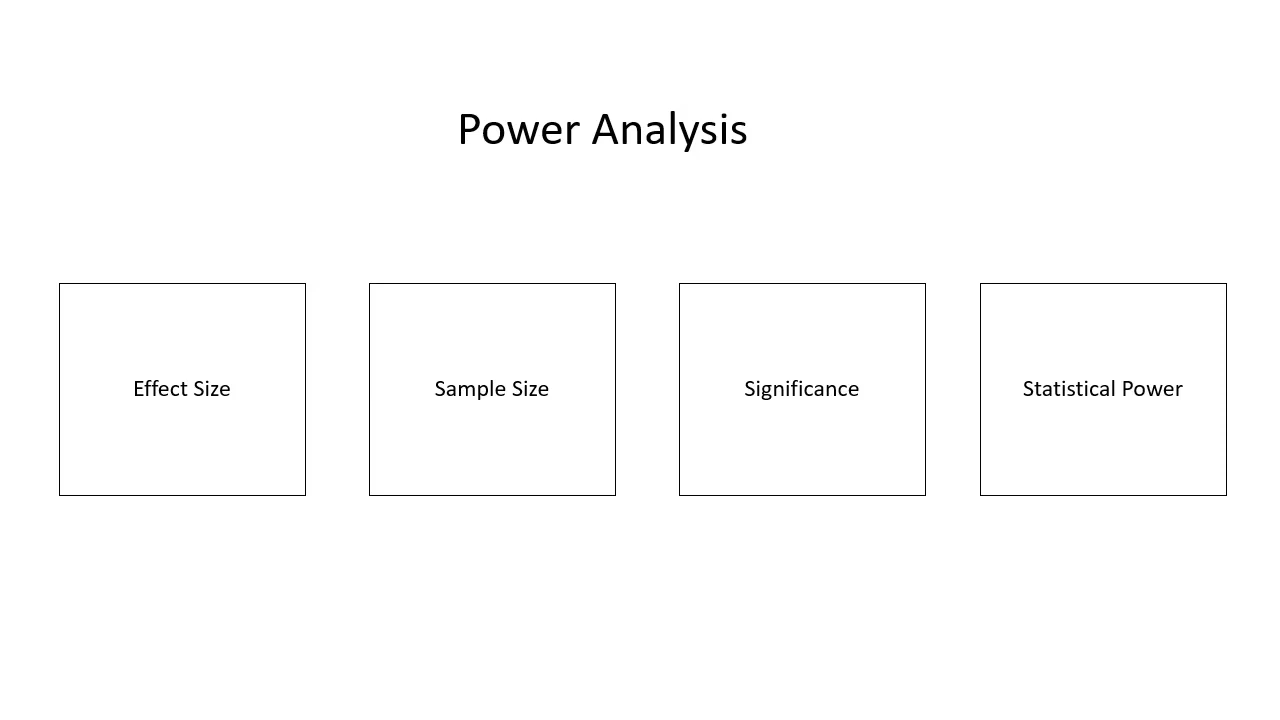 Power Analysis
Effect Size
Sample Size
Significance
Statistical Power